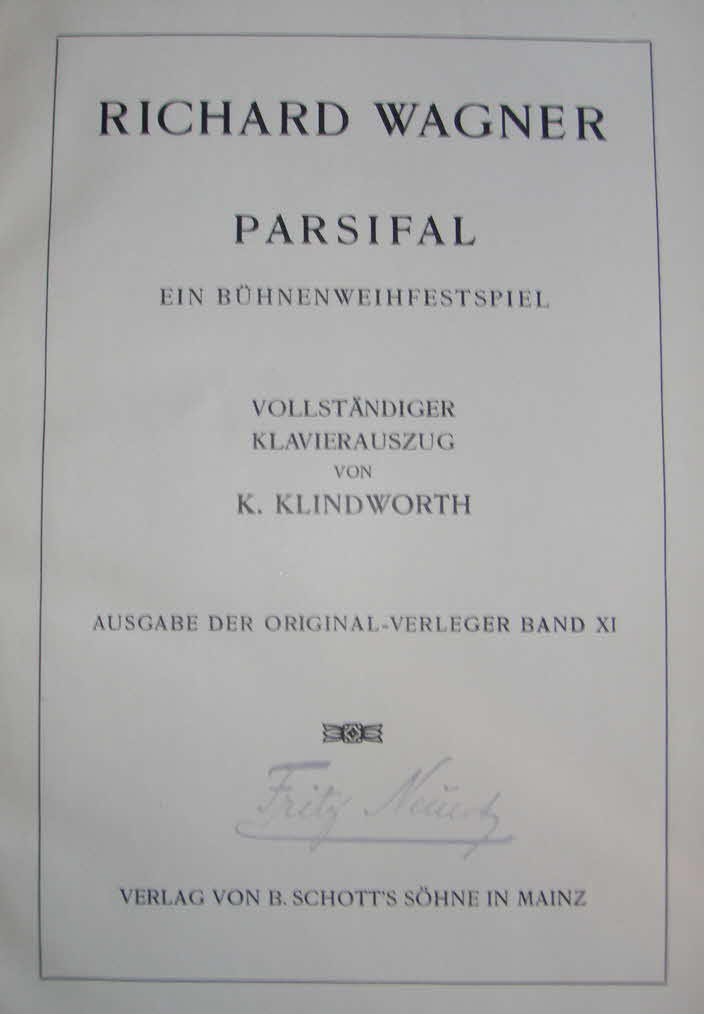 RICHARD WAGNER
PARSIFAL
EIN BÜHNENWEIHFESTSPIEL
VOLLSTÄNDIGER
KLAVIERAUSZUG
VON
K. KLINDWORTH
AUSGABE DER ORIGINAL-VERLEGER BAND XI
Fritz
VERLAG VON B. SCHOTT'S SÖHNE IN MAINZ